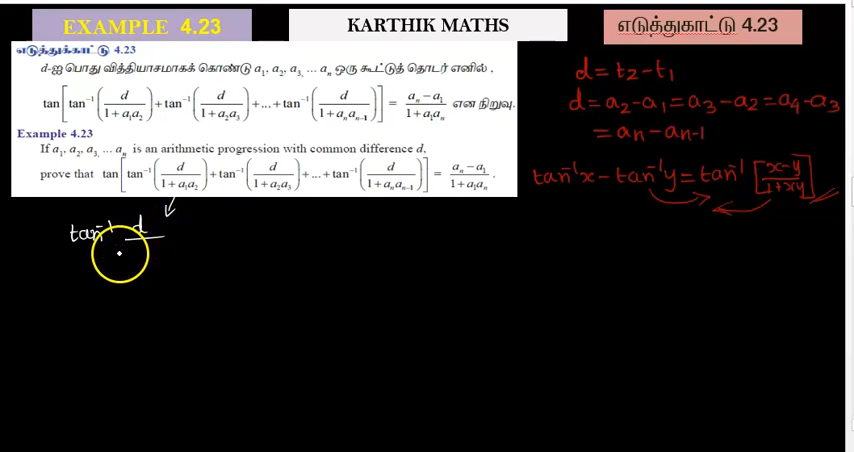 EXAMPLE 4.23
KARTHIK MATHS
எடுத்துகாட்டு 4.23
எடுத்துக்காட்டு 4.23
d-ஐ பொது வித்தியாசமாகக் கொண்டு a₁, a₂, a₃, ... aₙ ஒரு கூட்டுத் தொடர் எனில் ,
tan[tan⁻¹(d/(1+a₁a₂))+tan⁻¹(d/(1+a₂a₃))+...+tan⁻¹(d/(1+aₙaₙ₋₁))] = (aₙ−a₁)/(1+a₁aₙ) என நிறுவு.
Example 4.23
If a₁, a₂, a₃, ... aₙ is an arithmetic progression with common difference d,
prove that tan[tan⁻¹(d/(1+a₁a₂))+tan⁻¹(d/(1+a₂a₃))+...+tan⁻¹(d/(1+aₙaₙ₋₁))] = (aₙ−a₁)/(1+a₁aₙ) .
d = t₂ − t₁
d = a₂ − a₁ = a₃ − a₂ = a₄ − a₃
= aₙ − aₙ₋₁
tan⁻¹x − tan⁻¹y = tan⁻¹[(x−y)/(1+xy)]
tan⁻¹ d